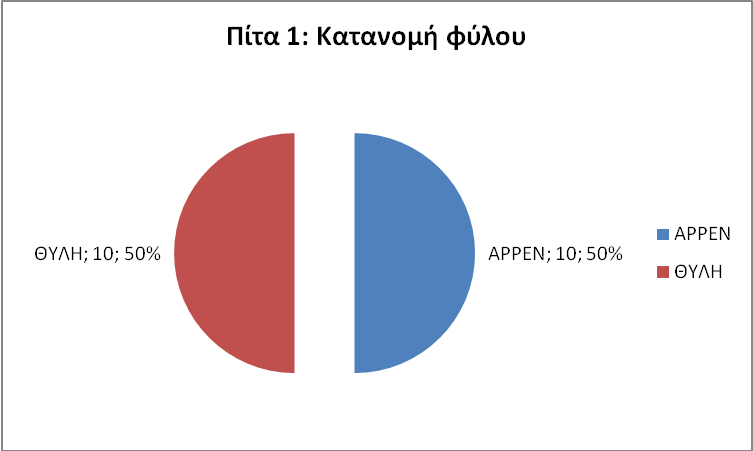 Πίτα 1: Κατανομή φύλου
ΘΥΛΗ; 10; 50%
ΑΡΡΕΝ; 10; 50%
ΑΡΡΕΝ
ΘΥΛΗ